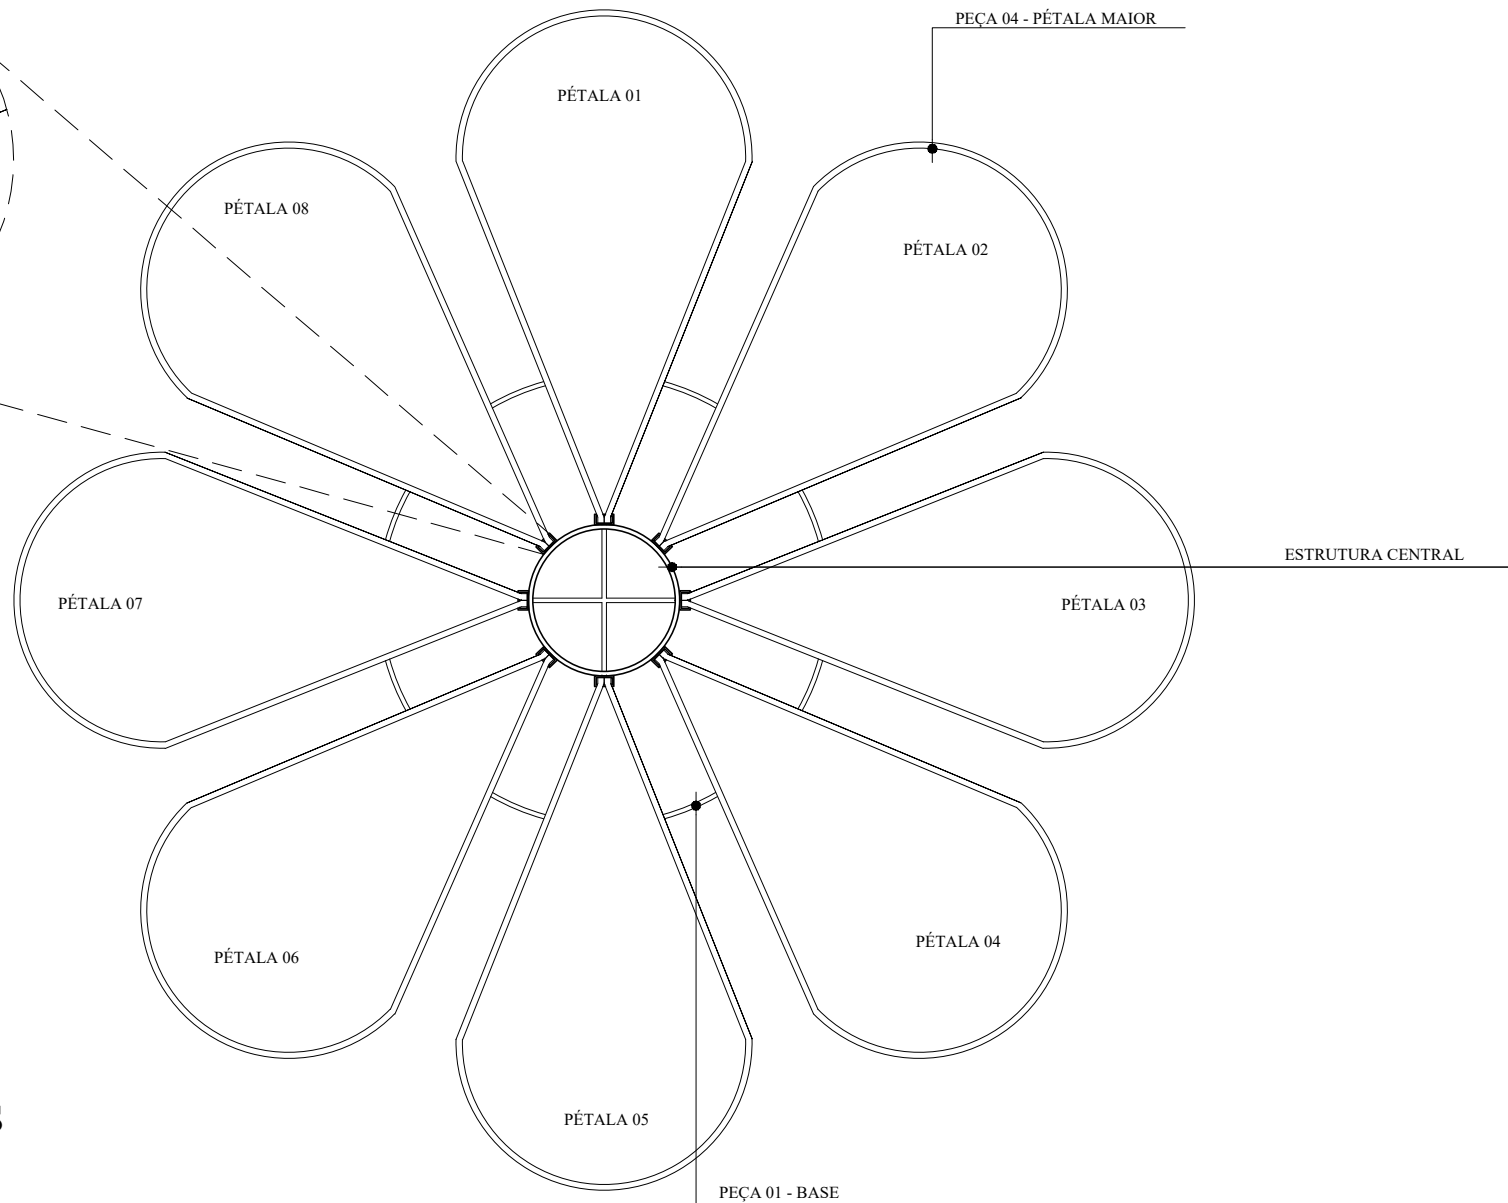 PEÇA 04 - PÉTALA MAIOR
PÉTALA 01
PÉTALA 08
PÉTALA 02
ESTRUTURA CENTRAL
PÉTALA 07
PÉTALA 03
PÉTALA 04
PÉTALA 06
PÉTALA 05
PEÇA 01 - BASE